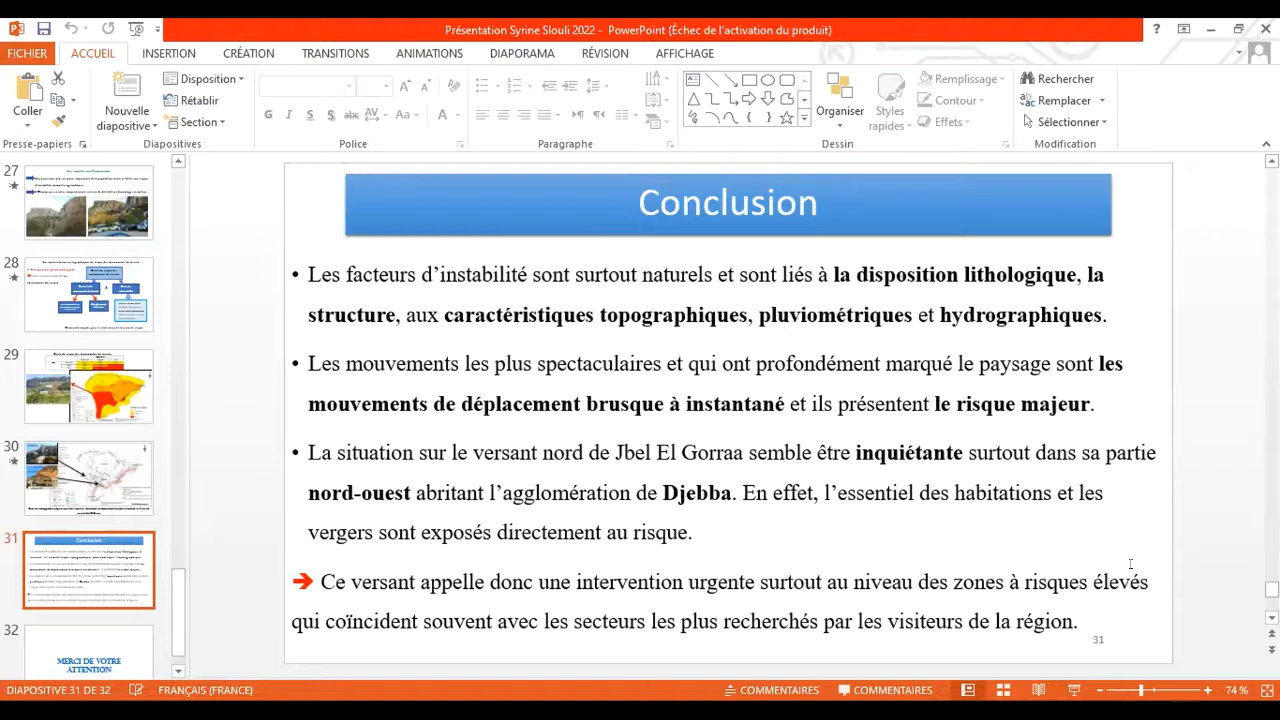 Présentation Syrine Slouli 2022 - PowerPoint (Échec de l'activation du produit)
FICHIER ACCUEIL INSERTION CRÉATION TRANSITIONS ANIMATIONS DIAPORAMA RÉVISION AFFICHAGE
Coller
Presse-papiers
Nouvelle diapositive
Disposition
Rétablir
Section
Diapositives
G I S S abc AV Aa A
Police
Paragraphe
Organiser
Styles rapides
Remplissage
Contour
Effets
Dessin
Rechercher
Remplacer
Sélectionner
Modification
27
28
29
30
31
Conclusion
32
MERCI DE VOTRE
ATTENTION
Conclusion
• Les facteurs d’instabilité sont surtout naturels et sont liés à la disposition lithologique, la
structure, aux caractéristiques topographiques, pluviométriques et hydrographiques.
• Les mouvements les plus spectaculaires et qui ont profondément marqué le paysage sont les
mouvements de déplacement brusque à instantané et ils présentent le risque majeur.
• La situation sur le versant nord de Jbel El Gorraa semble être inquiétante surtout dans sa partie
nord-ouest abritant l’agglomération de Djebba. En effet, l’essentiel des habitations et les
vergers sont exposés directement au risque.
➔ Ce versant appelle donc une intervention urgente surtout au niveau des zones à risques élevés
qui coïncident souvent avec les secteurs les plus recherchés par les visiteurs de la région.
31
DIAPOSITIVE 31 DE 32 FRANÇAIS (FRANCE) COMMENTAIRES COMMENTAIRES 74 %